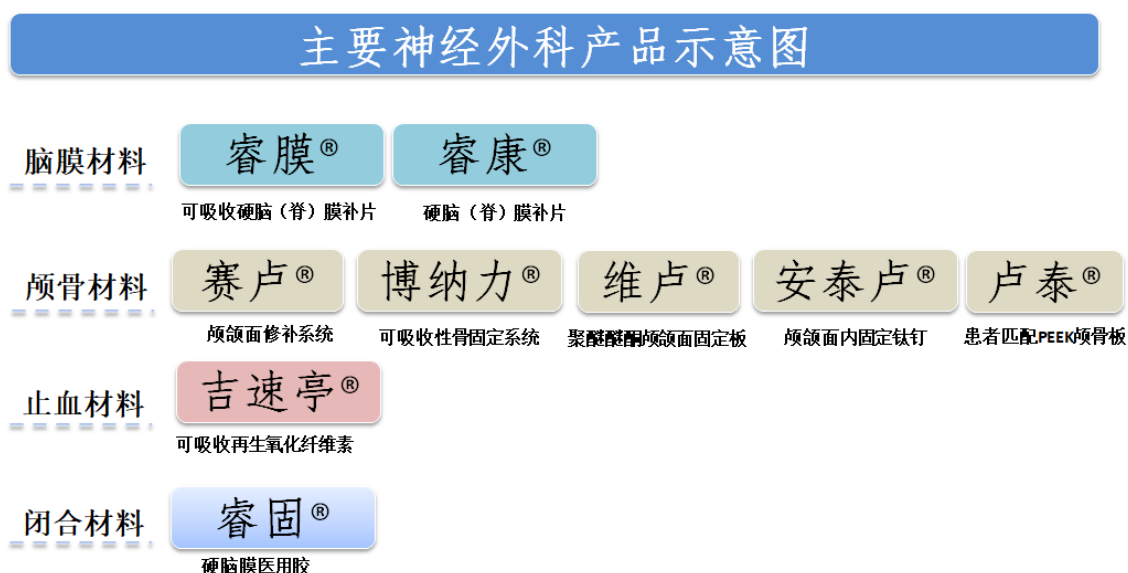 主要神经外科产品示意图
脑膜材料
睿膜® 睿康®
可吸收硬脑（脊）膜补片 硬脑（脊）膜补片
颅骨材料
赛卢® 博纳力® 维卢® 安泰卢® 卢泰®
颅颌面修补系统 可吸收性骨固定系统 聚醚醚酮颅颌面固定板 颅颌面内固定钛钉 患者匹配PEEK颅骨板
止血材料
吉速亭®
可吸收再生氧化纤维素
闭合材料
睿固®
硬脑膜医用胶